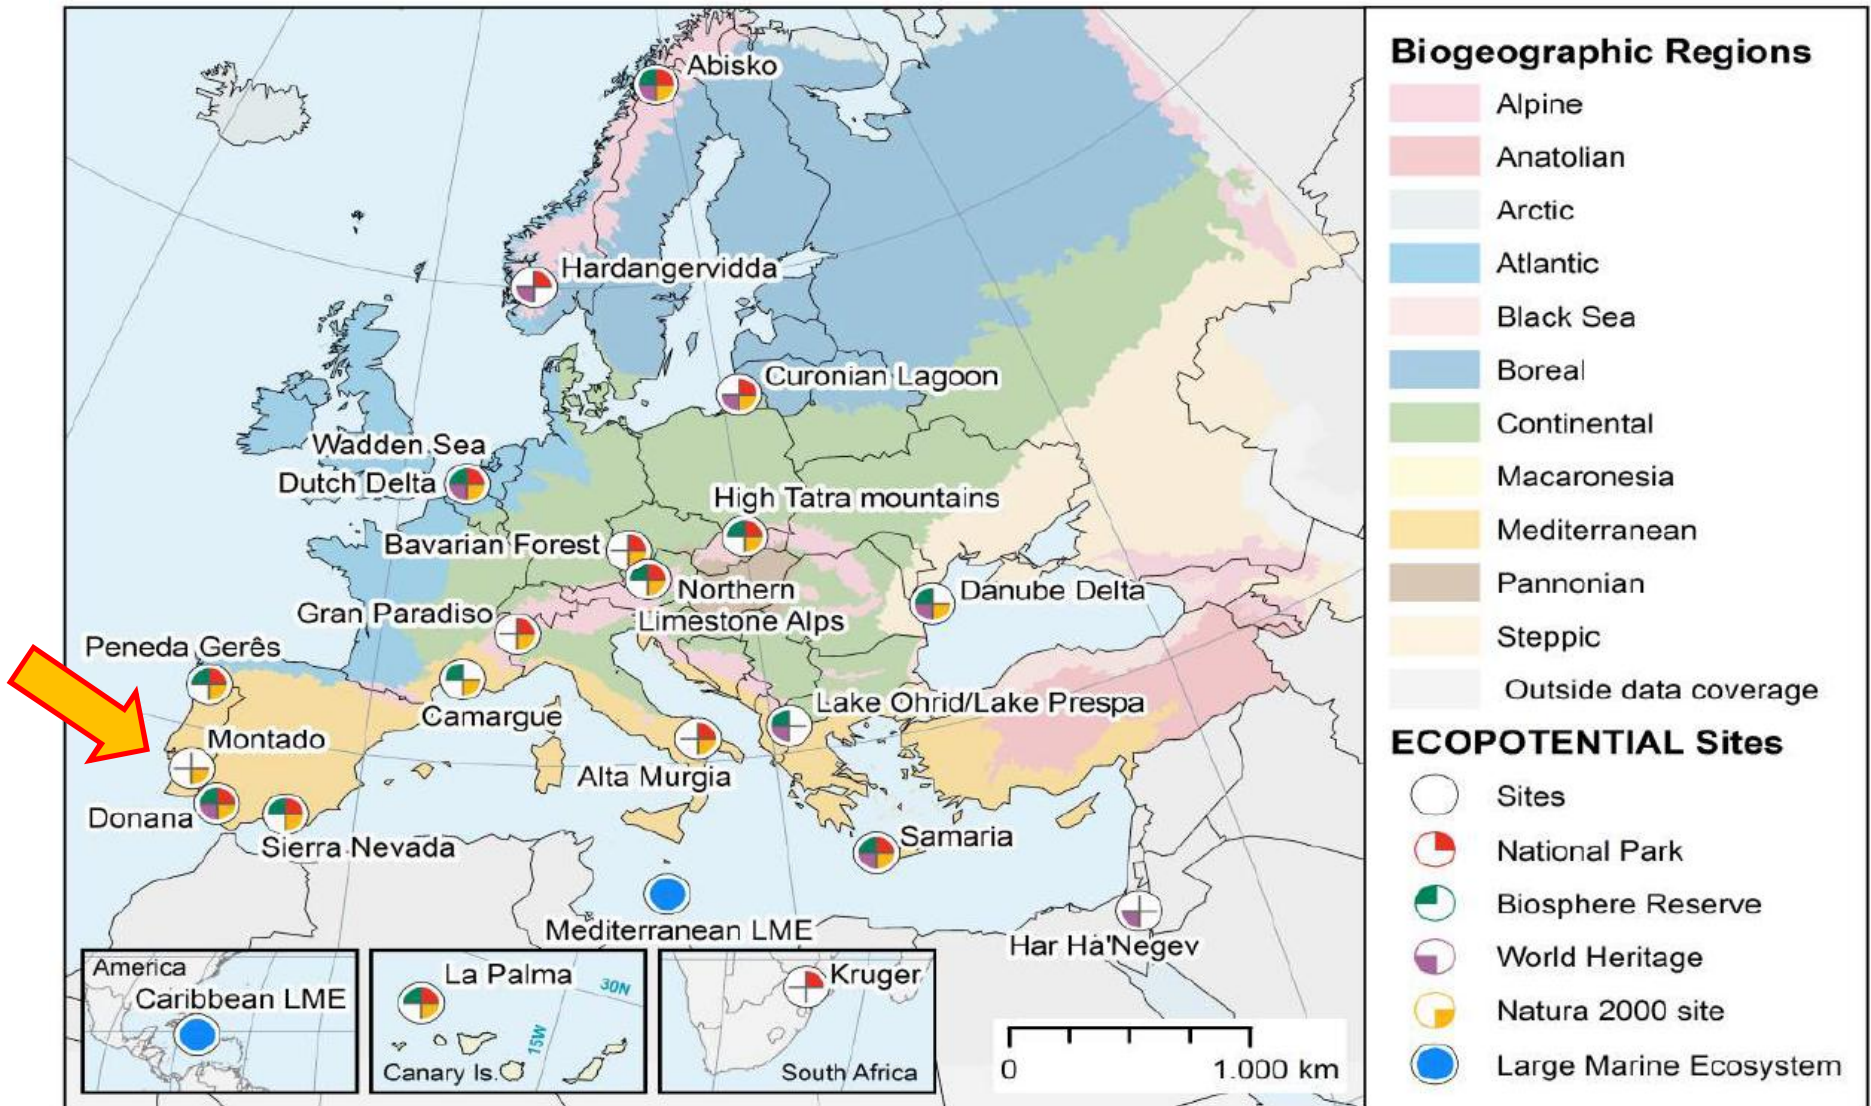 Abisko
Hardangervidda
Curonian Lagoon
Wadden Sea
Dutch Delta
High Tatra mountains
Bavarian Forest
Northern
Limestone Alps
Danube Delta
Gran Paradiso
Peneda Gerês
Camargue
Lake Ohrid/Lake Prespa
Montado
Alta Murgia
Donana
Sierra Nevada
Samaria
Mediterranean LME
Har Ha'Negev
America
Caribbean LME
La Palma
30N
15W
Canary Is.
Kruger
South Africa
0
1.000 km
Biogeographic Regions
Alpine
Anatolian
Arctic
Atlantic
Black Sea
Boreal
Continental
Macaronesia
Mediterranean
Pannonian
Steppic
Outside data coverage
ECOPOTENTIAL Sites
Sites
National Park
Biosphere Reserve
World Heritage
Natura 2000 site
Large Marine Ecosystem